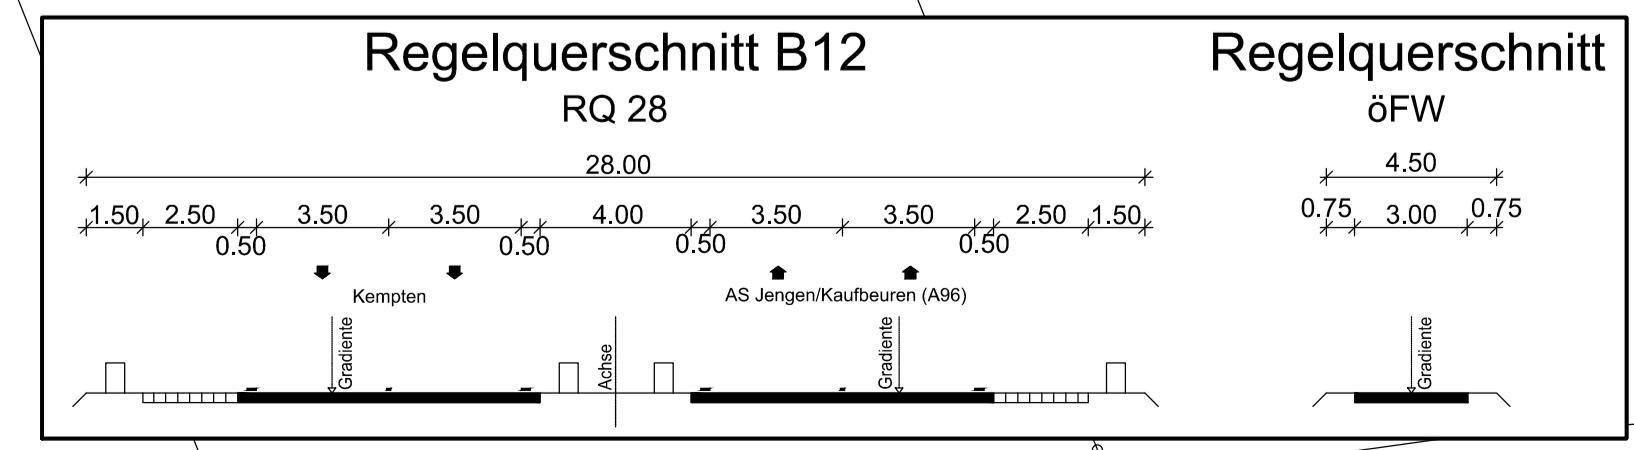 Regelquerschnitt B12
RQ 28
28.00
1.50 2.50 3.50 3.50 4.00 3.50 3.50 2.50 1.50
0.50 0.50 0.50 0.50
Kempten
AS Jengen/Kaufbeuren (A96)
Gradiente
Achse
Gradiente
Regelquerschnitt
öFW
4.50
0.75 3.00 0.75
Gradiente